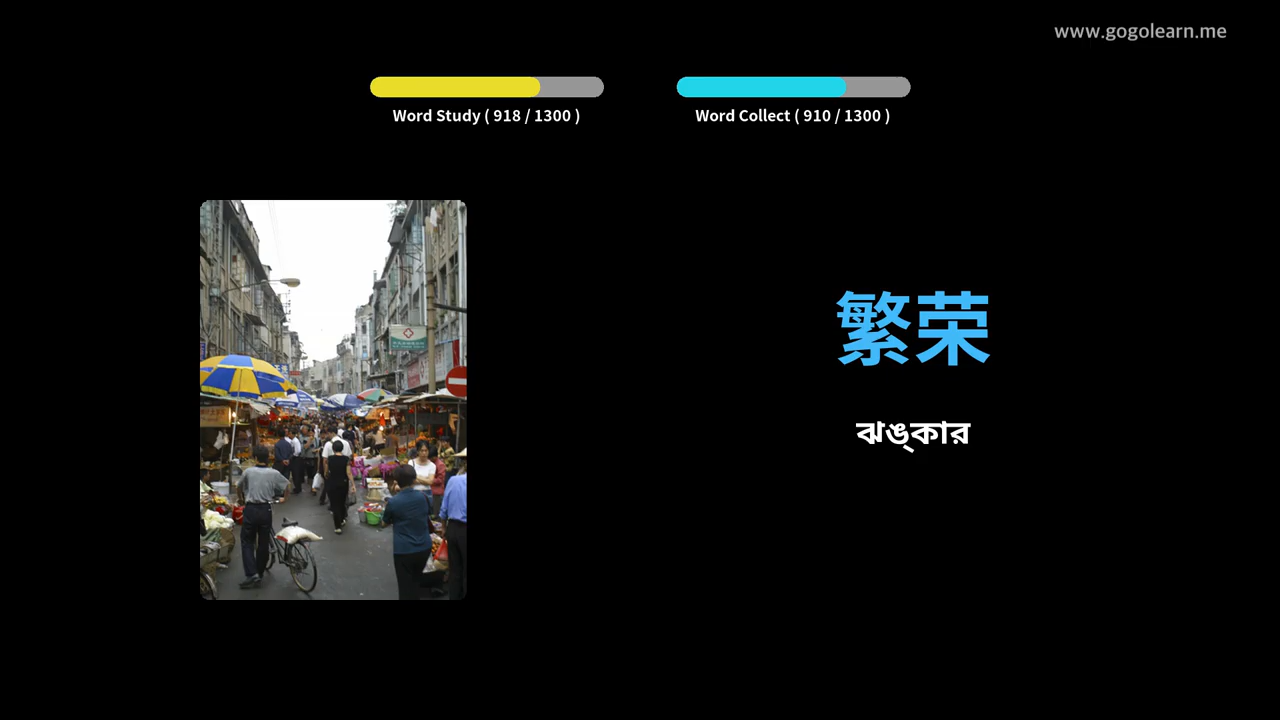 www.gogolearn.me
Word Study ( 918 / 1300 )
Word Collect ( 910 / 1300 )
繁荣
ঝঙ্কার